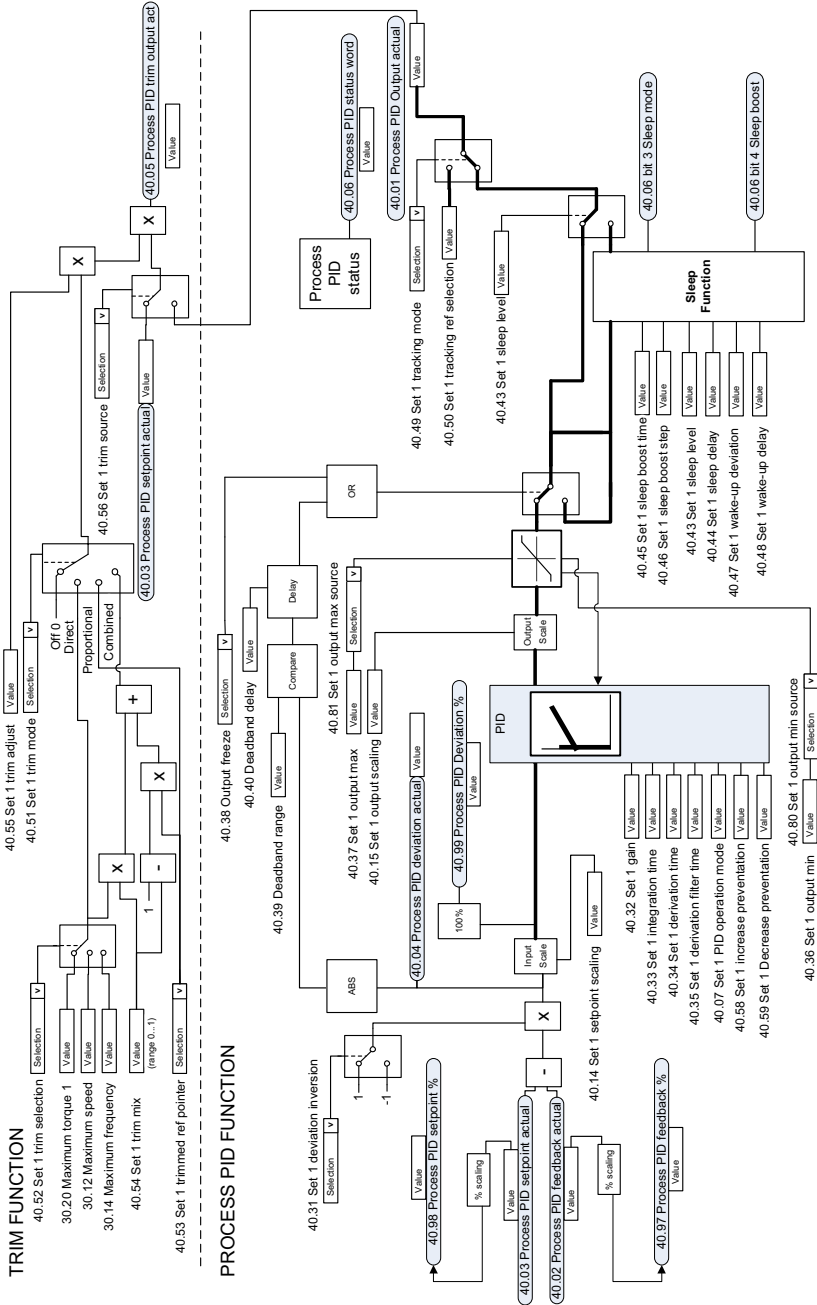 TRIM FUNCTION
40.52 Set 1 trim selection
Selection
v
30.20 Maximum torque 1
Value
30.12 Maximum speed
Value
30.14 Maximum frequency
Value
40.54 Set 1 trim mix
Value
(range 0...1)
40.53 Set 1 trimmed ref pointer
Selection
v
X
1
-
X
+
40.55 Set 1 trim adjust
Value
40.51 Set 1 trim mode
Selection
v
Off 0
Direct
Proportional
Combined
40.56 Set 1 trim source
Selection
v
40.03 Process PID setpoint actual
Value
X
X
40.05 Process PID trim output act
Value
PROCESS PID FUNCTION
40.31 Set 1 deviation inversion
Selection
v
1
-1
40.98 Process PID setpoint %
Value
% scaling
40.03 Process PID setpoint actual
Value
40.02 Process PID feedback actual
Value
% scaling
40.97 Process PID feedback %
Value
-
X
ABS
40.04 Process PID deviation actual
Value
Input
Scale
40.14 Set 1 setpoint scaling
Value
100%
40.99 Process PID Deviation %
Value
40.38 Output freeze
Selection
v
40.40 Deadband delay
Value
40.39 Deadband range
Value
Compare
Delay
OR
40.81 Set 1 output max source
40.37 Set 1 output max
Value
Selection
v
40.15 Set 1 output scaling
Value
PID
Output
Scale
40.32 Set 1 gain
Value
40.33 Set 1 integration time
Value
40.34 Set 1 derivation time
Value
40.35 Set 1 derivation filter time
Value
40.07 Set 1 PID operation mode
Value
40.58 Set 1 increase preventation
Value
40.59 Set 1 Decrease preventation
Value
40.80 Set 1 output min source
40.36 Set 1 output min
Value
Selection
v
Process
PID
status
40.06 Process PID status word
Value
40.49 Set 1 tracking mode
Selection
v
40.50 Set 1 tracking ref selection
Value
40.01 Process PID Output actual
Value
40.43 Set 1 sleep level
Value
40.45 Set 1 sleep boost time
Value
40.46 Set 1 sleep boost step
Value
40.43 Set 1 sleep level
Value
40.44 Set 1 sleep delay
Value
40.47 Set 1 wake-up deviation
Value
40.48 Set 1 wake-up delay
Value
Sleep
Function
40.06 bit 3 Sleep mode
40.06 bit 4 Sleep boost